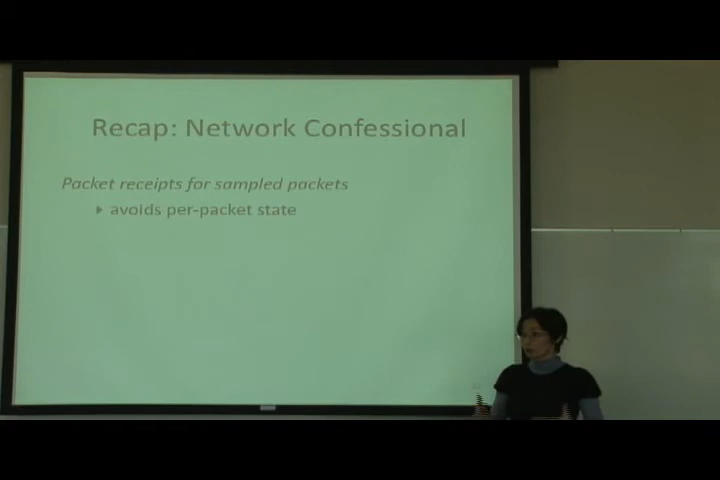 Recap: Network Confessional
Packet receipts for sampled packets
avoids per-packet state